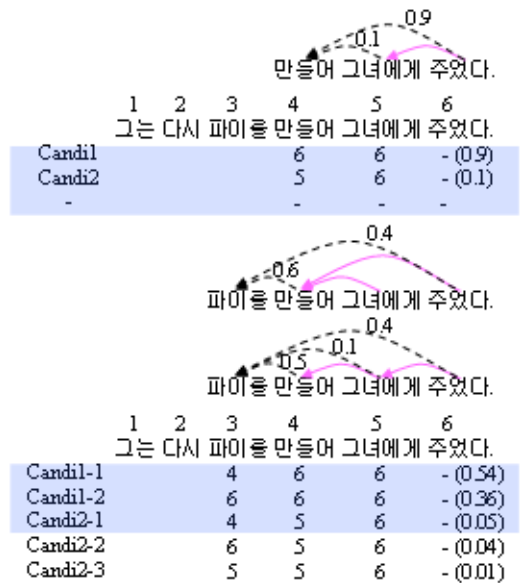 0.9
0.1
만들어 그녀에게 주었다.
1 2 3 4 5 6
그는 다시 파이를 만들어 그녀에게 주었다.
Candi1 6 6 - (0.9)
Candi2 5 6 - (0.1)
- - - -
0.4
0.6
파이를 만들어 그녀에게 주었다.
0.4
0.1
0.5
파이를 만들어 그녀에게 주었다.
1 2 3 4 5 6
그는 다시 파이를 만들어 그녀에게 주었다.
Candi1-1 4 6 6 - (0.54)
Candi1-2 6 6 6 - (0.36)
Candi2-1 4 5 6 - (0.05)
Candi2-2 6 5 6 - (0.04)
Candi2-3 5 5 6 - (0.01)